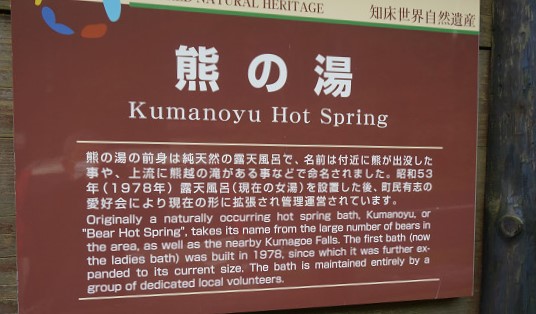 NATURAL HERITAGE
知床世界自然遺産
熊の湯
Kumanoyu Hot Spring
熊の湯の前身は純天然の露天風呂で、名前は付近に熊が出没した
事や、上流に熊越の滝がある事などで命名されました。昭和53
年(1978年)露天風呂(現在の女湯)を設置した後、町民有志の
愛好会により現在の形に拡張され管理運営されています。
Originally a naturally occurring hot spring bath, Kumanoyu, or
"Bear Hot Spring", takes its name from the large number of bears in
the area, as well as the nearby Kumagoe Falls. The first bath (now
the ladies bath) was built in 1978, since which it was further ex-
panded to its current size. The bath is maintained entirely by a
group of dedicated local volunteers.